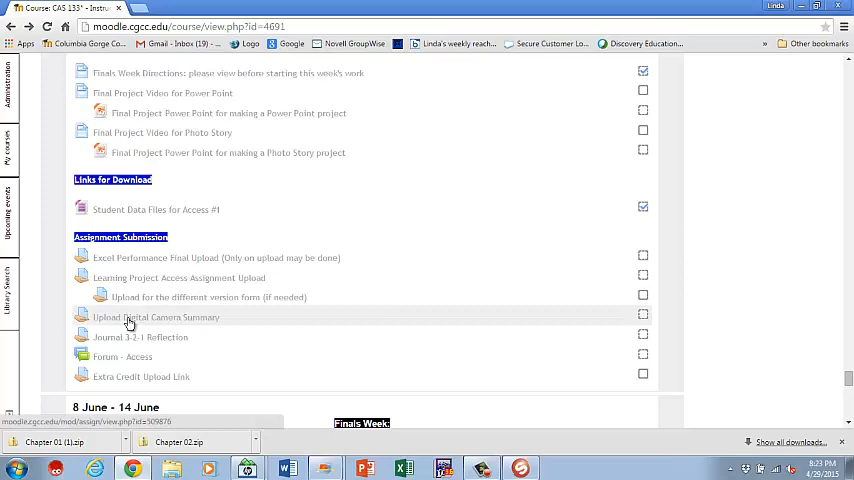 Course: CAS 133* - Instruc
Linda
moodle.cgcc.edu/course/view.php?id=4691
Apps
Columbia Gorge Co
Gmail - Inbox (19) -
Logo
Google
Novell GroupWise
Linda's weekly reach
Secure Customer Lo
Discovery Education
»
Other bookmarks
Administration
My courses
Upcoming events
Library Search
Finals Week Directions: please view before starting this week's work
Final Project Video for Power Point
Final Project Power Point for making a Power Point project
Final Project Video for Photo Story
Final Project Power Point for making a Photo Story project
Links for Download
Student Data Files for Access #1
Assignment Submission
Excel Performance Final Upload (Only on upload may be done)
Learning Project Access Assignment Upload
Upload for the different version form (if needed)
Upload Digital Camera Summary
Journal 3-2-1 Reflection
Forum - Access
Extra Credit Upload Link
8 June - 14 June
Finals Week:
moodle.cgcc.edu/mod/assign/view.php?id=509876
Chapter 01 (1).zip
Chapter 02.zip
Show all downloads...
8:23 PM
4/29/2015